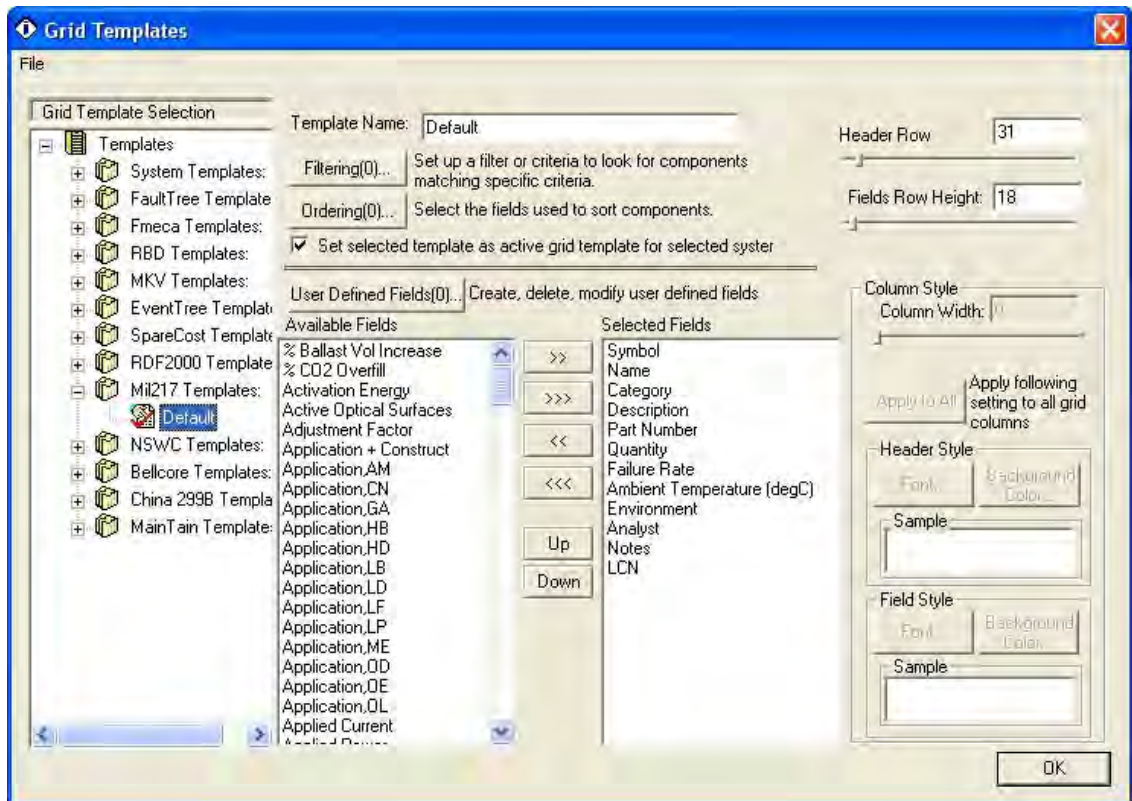 Grid Templates
File
Grid Template Selection
Templates
System Templates:
FaultTree Template
Fmeca Templates:
RBD Templates:
MKV Templates:
EventTree Templat
SpareCost Template
RDF2000 Template
Mil217 Templates:
Default
NSWC Templates:
Bellcore Templates:
China 299B Templa
MainTain Template:
Template Name: Default
Filtering(0)... Set up a filter or criteria to look for components
matching specific criteria.
Ordering(0)... Select the fields used to sort components.
Set selected template as active grid template for selected syster
User Defined Fields(0)... Create, delete, modify user defined fields
Available Fields
% Ballast Vol Increase
% CO2 Overfill
Activation Energy
Active Optical Surfaces
Adjustment Factor
Application + Construct
Application,AM
Application,CN
Application,GA
Application,HB
Application,HD
Application,LB
Application,LD
Application,LF
Application,LP
Application,ME
Application,OD
Application,OE
Application,OL
Applied Current
Applied Power
>>
>>>
<<
<<<
Up
Down
Selected Fields
Symbol
Name
Category
Description
Part Number
Quantity
Failure Rate
Ambient Temperature (degC)
Environment
Analyst
Notes
LCN
Header Row 31
Fields Row Height: 18
Column Style
Column Width: 0
Apply to All
Apply following
setting to all grid
columns
Header Style
Font...
Background
Color...
Sample
Field Style
Font...
Background
Color...
Sample
OK